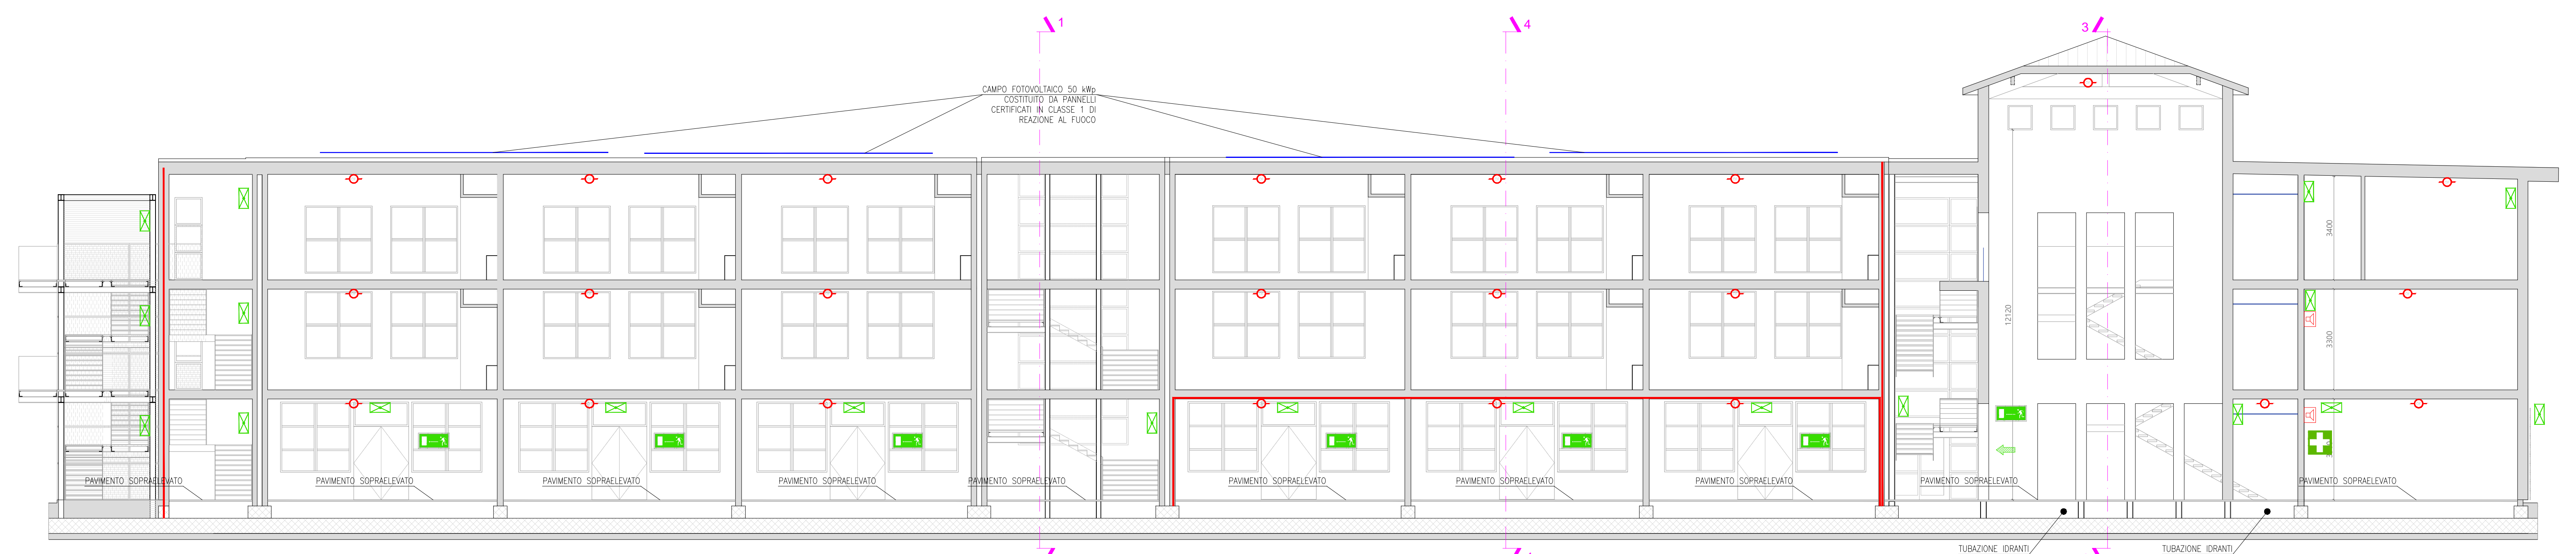 1
4
3
CAMPO FOTOVOLTAICO 50 kWp
COSTITUITO DA PANNELLI
CERTIFICATI IN CLASSE 1 DI
REAZIONE AL FUOCO
3400
12120
3300
PAVIMENTO SOPRAELEVATO
PAVIMENTO SOPRAELEVATO
PAVIMENTO SOPRAELEVATO
PAVIMENTO SOPRAELEVATO
PAVIMENTO SOPRAELEVATO
PAVIMENTO SOPRAELEVATO
PAVIMENTO SOPRAELEVATO
PAVIMENTO SOPRAELEVATO
PAVIMENTO SOPRAELEVATO
PAVIMENTO SOPRAELEVATO
TUBAZIONE IDRANTI
TUBAZIONE IDRANTI